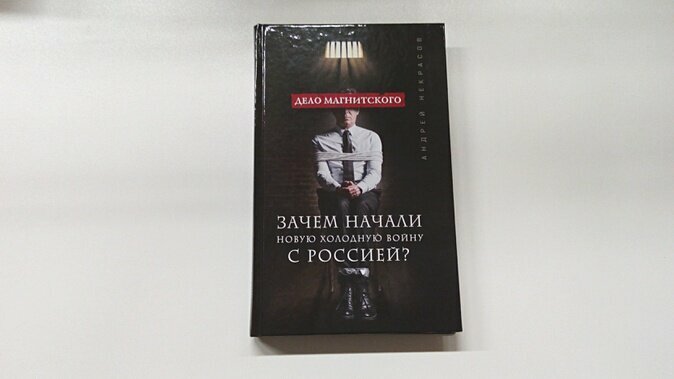 ДЕЛО МАГНИТСКОГО
АНДРЕЙ НЕКРАСОВ
ЗАЧЕМ НАЧАЛИ
НОВУЮ ХОЛОДНУЮ ВОЙНУ
С РОССИЕЙ?